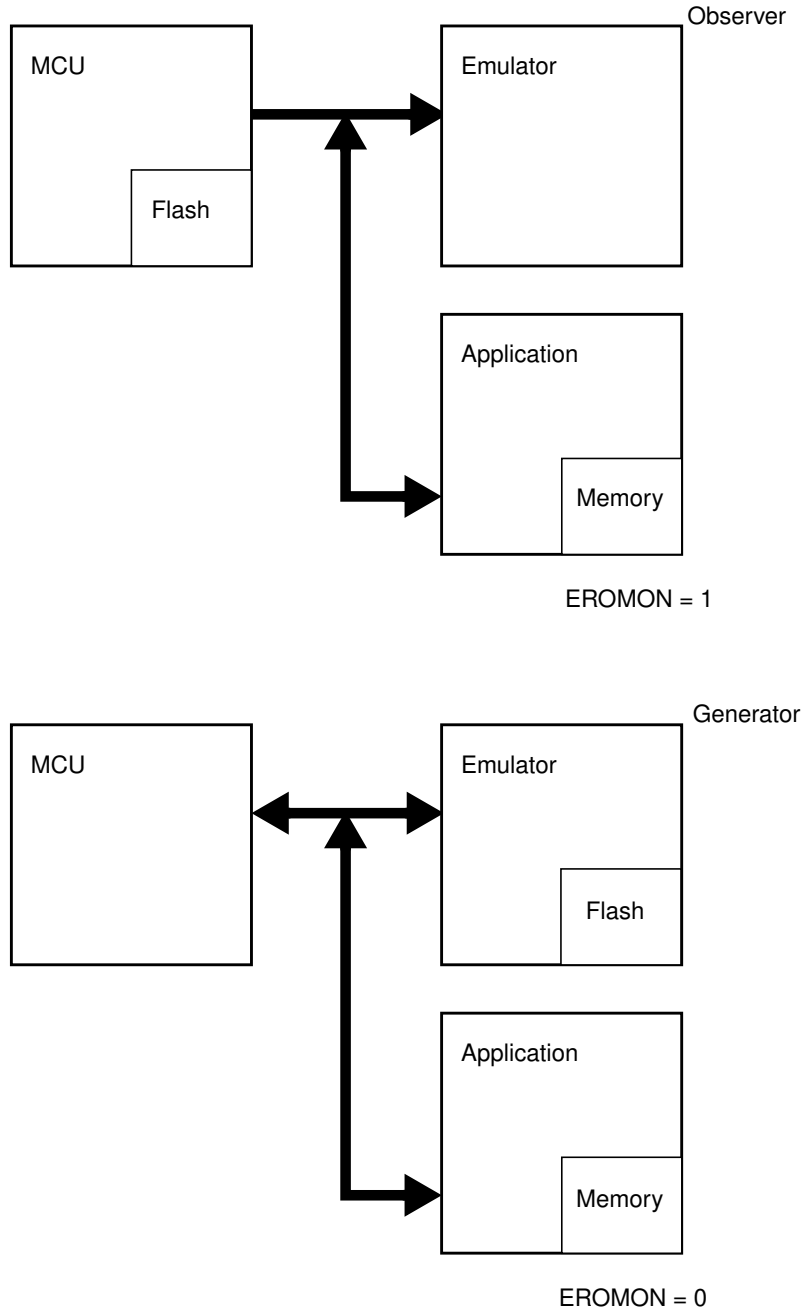 Observer
MCU
Emulator
Flash
Application
Memory
EROMON = 1
Generator
MCU
Emulator
Flash
Application
Memory
EROMON = 0